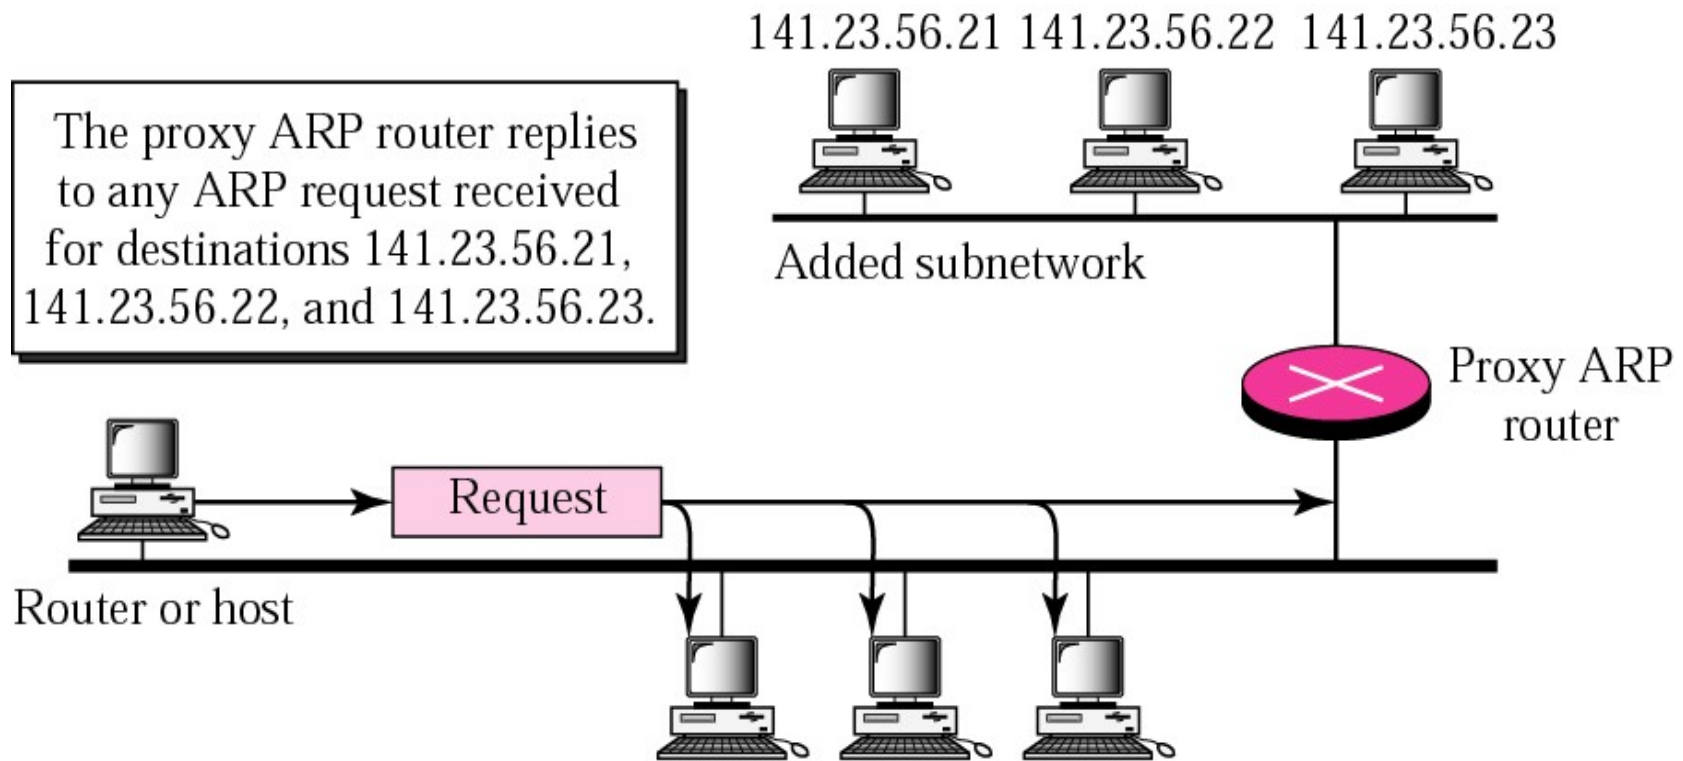 141.23.56.21 141.23.56.22 141.23.56.23
The proxy ARP router replies
to any ARP request received
for destinations 141.23.56.21,
141.23.56.22, and 141.23.56.23.
Added subnetwork
Proxy ARP
router
Request
Router or host